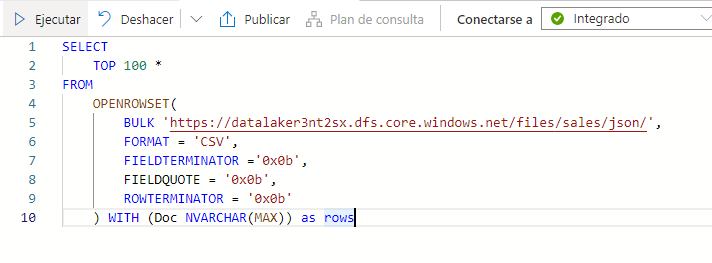 Ejecutar Deshacer Publicar Plan de consulta Conectarse a Integrado
1 SELECT
2 TOP 100 *
3 FROM
4 OPENROWSET(
5 BULK 'https://datalaker3nt2sx.dfs.core.windows.net/files/sales/json/',
6 FORMAT = 'CSV',
7 FIELDTERMINATOR ='0x0b',
8 FIELDQUOTE = '0x0b',
9 ROWTERMINATOR = '0x0b'
10 ) WITH (Doc NVARCHAR(MAX)) as rows